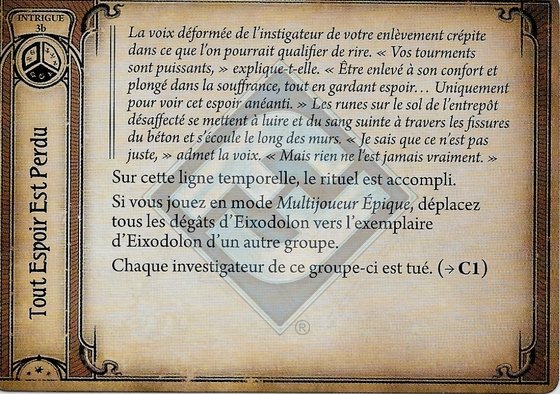 INTRIGUE
3b
Tout Espoir Est Perdu
La voix déformée de l'instigateur de votre enlèvement crépite
dans ce que l'on pourrait qualifier de rire. « Vos tourments
sont puissants, » explique-t-elle. « Être enlevé à son confort et
plongé dans la souffrance, tout en gardant espoir… Uniquement
pour voir cet espoir anéanti. » Les runes sur le sol de l'entrepôt
désaffecté se mettent à luire et du sang suinte à travers les fissures
du béton et s'écoule le long des murs. « Je sais que ce n'est pas
juste, » admet la voix. « Mais rien ne l'est jamais vraiment. »
Sur cette ligne temporelle, le rituel est accompli.
Si vous jouez en mode Multijoueur Épique, déplacez
tous les dégâts d'Eixodolon vers l'exemplaire
d'Eixodolon d'un autre groupe.
Chaque investigateur de ce groupe-ci est tué. (→ C1)
®